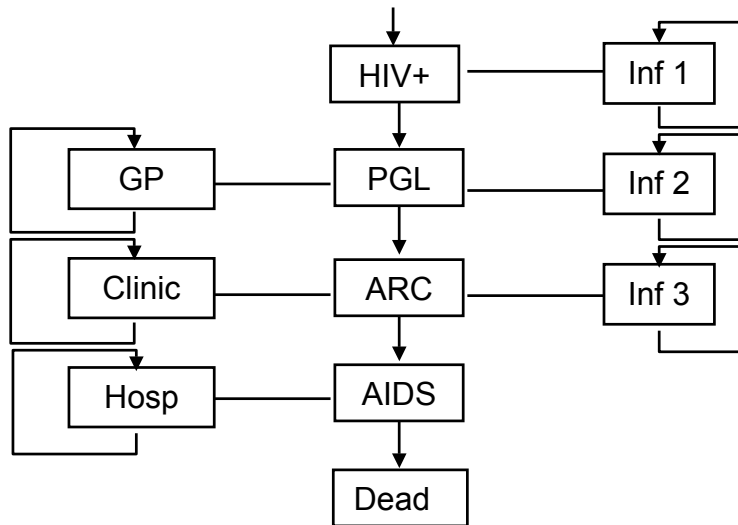 HIV+
Inf 1
GP
PGL
Inf 2
Clinic
ARC
Inf 3
Hosp
AIDS
Dead